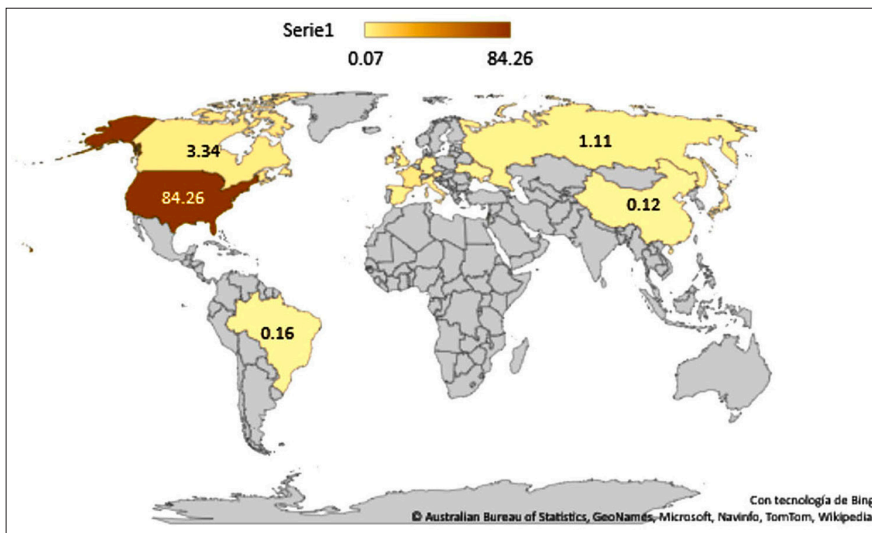 Serie1
0.07 84.26
3.34
1.11
84.26
0.12
0.16
Con tecnología de Bing
© Australian Bureau of Statistics, GeoNames, Microsoft, Navinfo, TomTom, Wikipedia